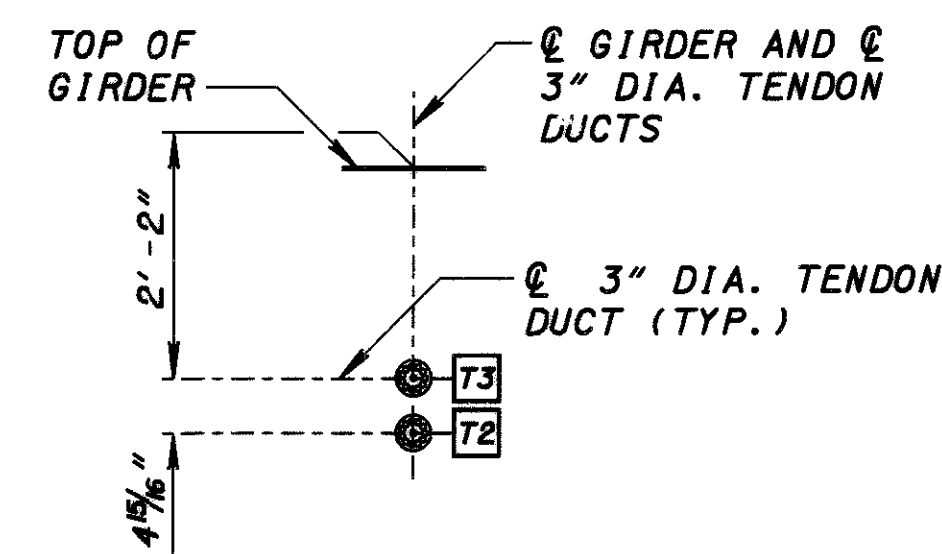 TOP OF
GIRDER
℄ GIRDER AND ℄
3" DIA. TENDON
DUCTS
2'-2"
℄ 3" DIA. TENDON
DUCT (TYP.)
T3
T2
4 15/16"